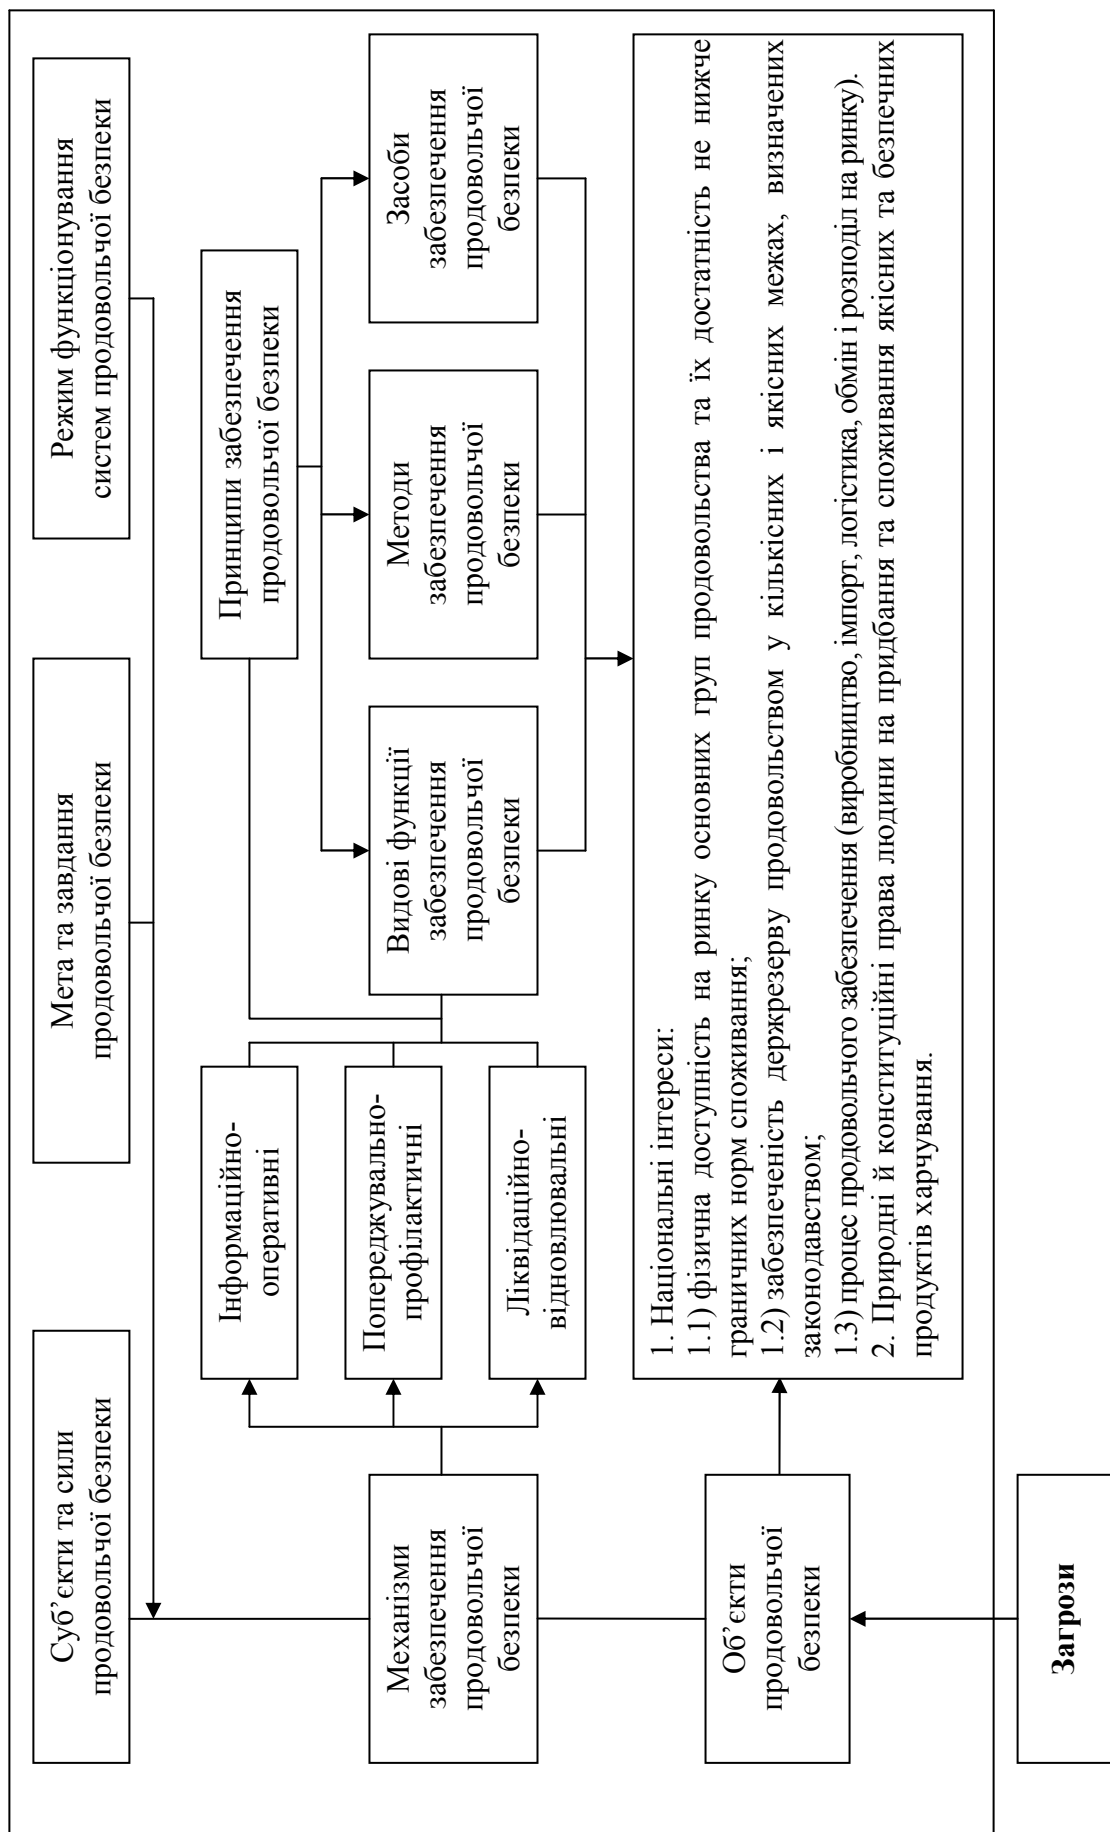 Суб’єкти та сили
продовольчої безпеки
Мета та завдання
продовольчої безпеки
Режим функціонування
систем продовольчої безпеки
Інформаційно-
оперативні
Принципи забезпечення
продовольчої безпеки
Попереджувально-
профілактичні
Ліквідаційно-
відновлювальні
Механізми
забезпечення
продовольчої
безпеки
Видові функції
забезпечення
продовольчої
безпеки
Методи
забезпечення
продовольчої
безпеки
Засоби
забезпечення
продовольчої
безпеки
Об’єкти
продовольчої
безпеки
1. Національні інтереси:
1.1) фізична доступність на ринку основних груп продовольства та їх достатність не нижче
граничних норм споживання;
1.2) забезпеченість держрезерву продовольством у кількісних і якісних межах, визначених
законодавством;
1.3) процес продовольчого забезпечення (виробництво, імпорт, логістика, обмін і розподіл на ринку).
2. Природні й конституційні права людини на придбання та споживання якісних та безпечних
продуктів харчування.
Загрози